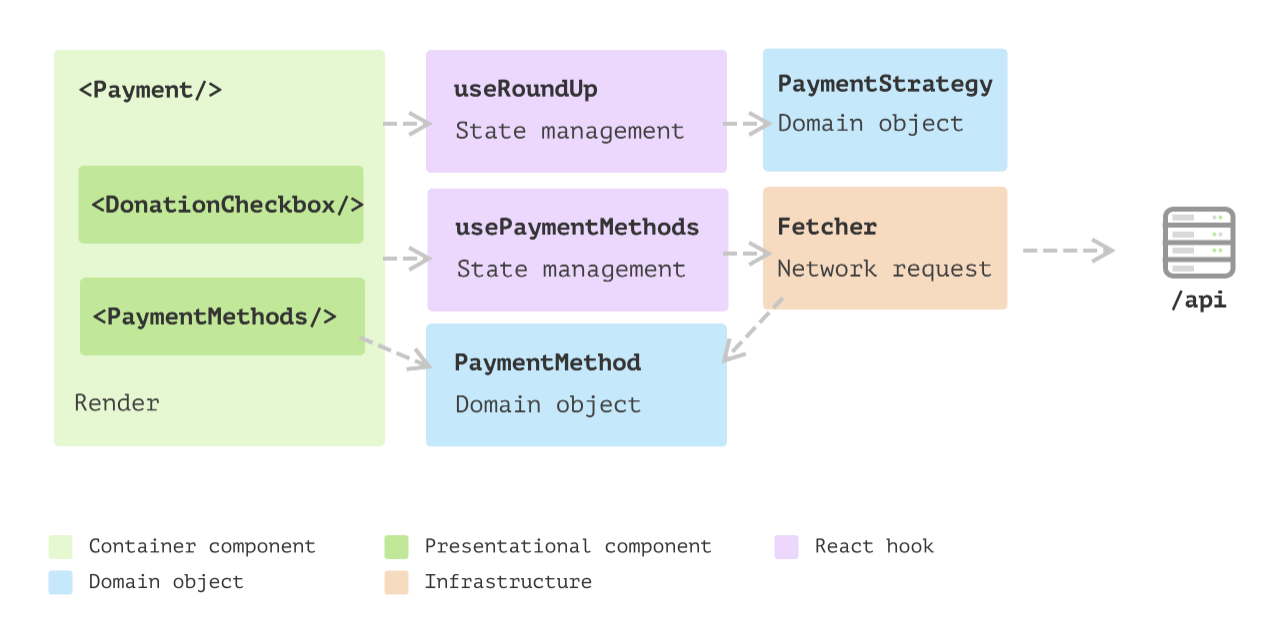 <Payment/>
<DonationCheckbox/>
<PaymentMethods/>
Render
useRoundUp
State management
usePaymentMethods
State management
PaymentMethod
Domain object
PaymentStrategy
Domain object
Fetcher
Network request
/api
Container component
Presentational component
React hook
Domain object
Infrastructure